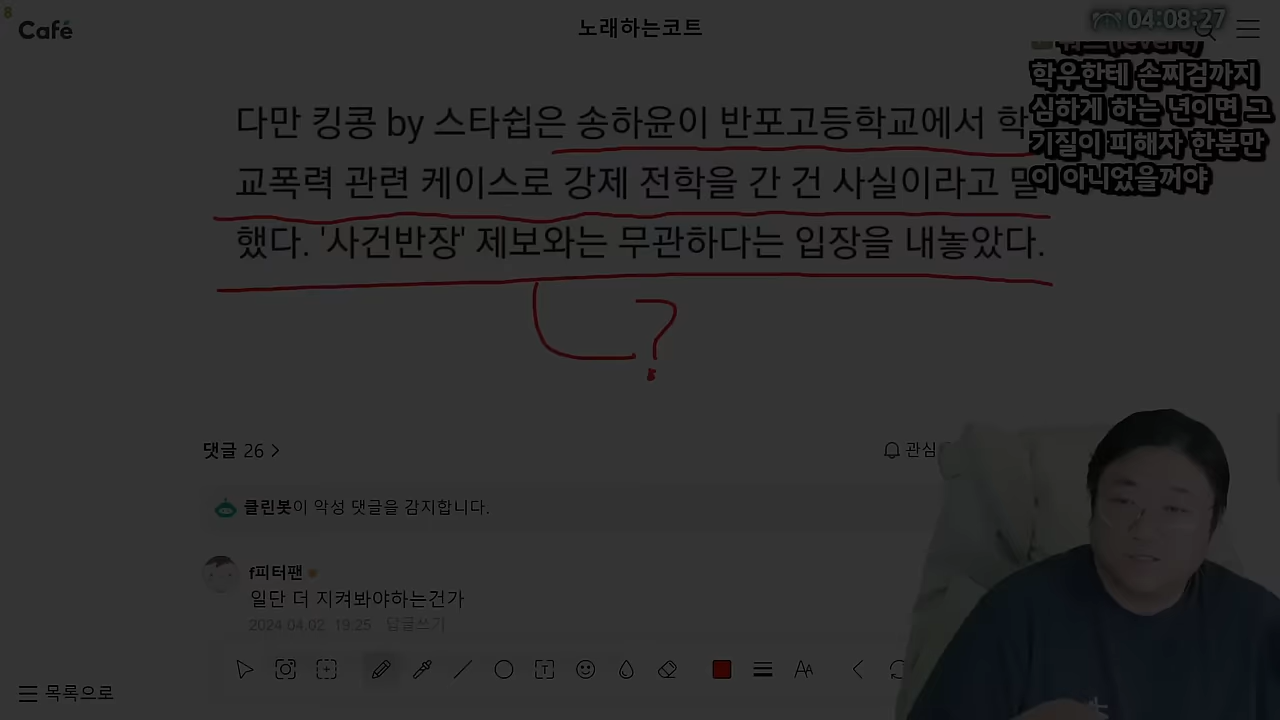 8
Café
노래하는코트
04:08:27
학우한테 손찌검까지
심하게 하는 년이면 그
기질이 피해자 한분만
이 아니었을꺼야
다만 킹콩 by 스타쉽은 송하윤이 반포고등학교에서 학
교폭력 관련 케이스로 강제 전학을 간 건 사실이라고 말
했다. '사건반장' 제보와는 무관하다는 입장을 내놓았다.
?
댓글 26
관심
클린봇이 악성 댓글을 감지합니다.
f피터팬
일단 더 지켜봐야하는건가
2024.04.02. 19:25 답글쓰기
목록으로